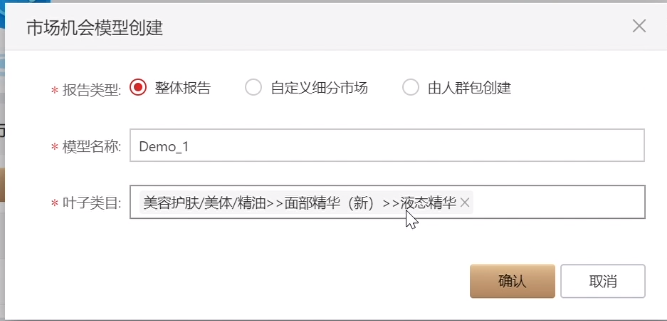 市场机会模型创建
* 报告类型: 整体报告 自定义细分市场 由人群包创建
* 模型名称: Demo_1
* 叶子类目: 美容护肤/美体/精油>>面部精华（新）>>液态精华
确认 取消